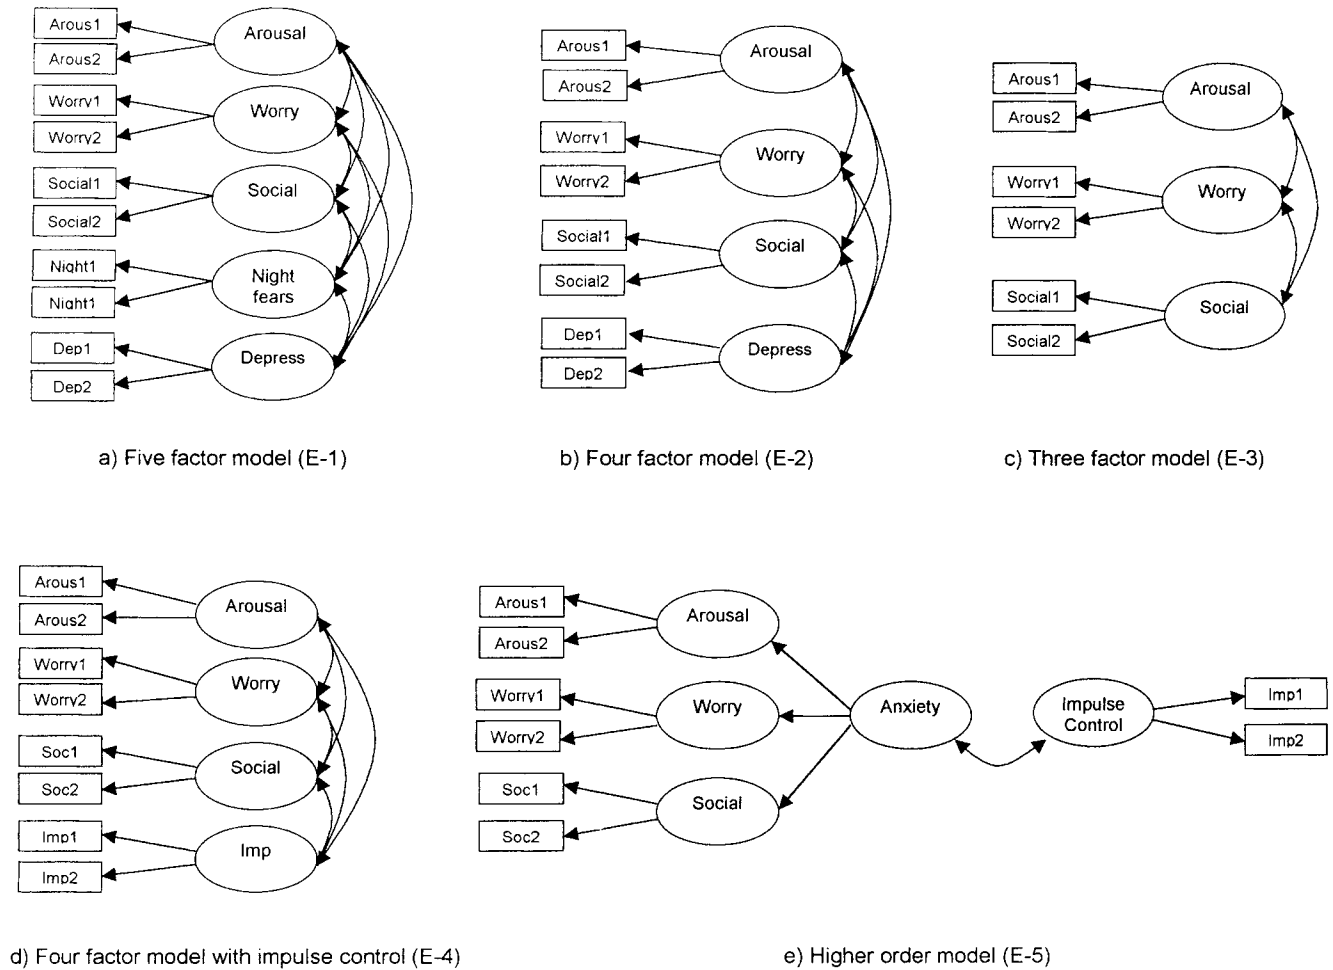 Arous1
Arous2
Arousal
Worry1
Worry2
Worry
Social1
Social2
Social
Night1
Night1
Night
fears
Dep1
Dep2
Depress
a) Five factor model (E-1)
Arous1
Arous2
Arousal
Worry1
Worry2
Worry
Social1
Social2
Social
Dep1
Dep2
Depress
b) Four factor model (E-2)
Arous1
Arous2
Arousal
Worry1
Worry2
Worry
Social1
Social2
Social
c) Three factor model (E-3)
Arous1
Arous2
Arousal
Worry1
Worry2
Worry
Soc1
Soc2
Social
Imp1
Imp2
Imp
d) Four factor model with impulse control (E-4)
Arous1
Arous2
Arousal
Worry1
Worry2
Worry
Soc1
Soc2
Social
Anxiety
Impulse
Control
Imp1
Imp2
e) Higher order model (E-5)